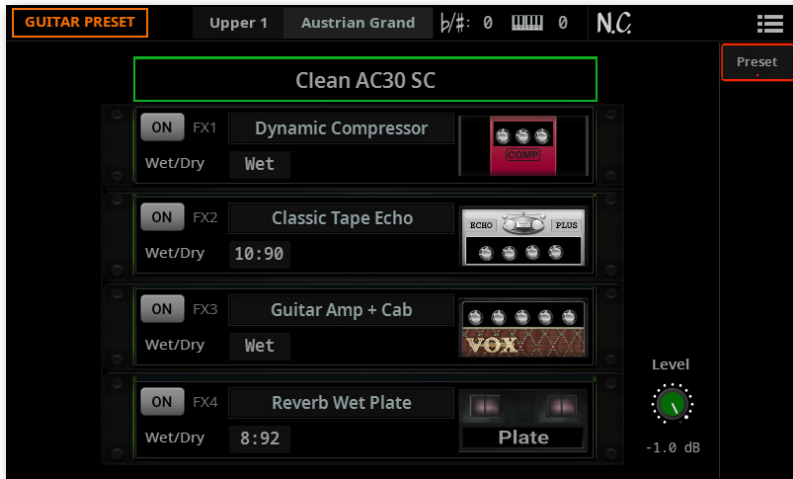 GUITAR PRESET Upper 1 Austrian Grand ♭/#: 0 0 N.C.
Preset
Clean AC30 SC
ON FX1 Dynamic Compressor
COMP
Wet/Dry Wet
ON FX2 Classic Tape Echo
ECHO PLUS
Wet/Dry 10:90
ON FX3 Guitar Amp + Cab
Wet/Dry Wet
VOX
Level
ON FX4 Reverb Wet Plate
Wet/Dry 8:92
Plate
-1.0 dB